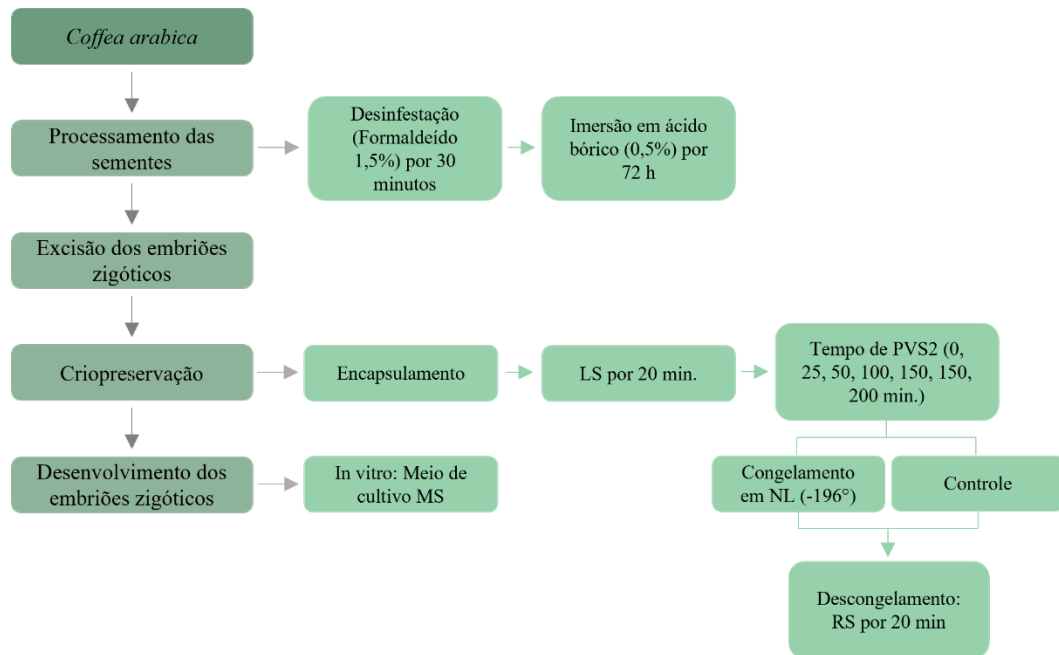 Coffea arabica
Processamento das
sementes
Desinfestação
(Formaldeído
1,5%) por 30
minutos
Imersão em ácido
bórico (0,5%) por
72 h
Excisão dos embriões
zigóticos
Criopreservação
Encapsulamento
LS por 20 min.
Tempo de PVS2 (0,
25, 50, 100, 150, 150,
200 min.)
Congelamento
em NL (-196°)
Controle
Descongelamento:
RS por 20 min
Desenvolvimento dos
embriões zigóticos
In vitro: Meio de
cultivo MS